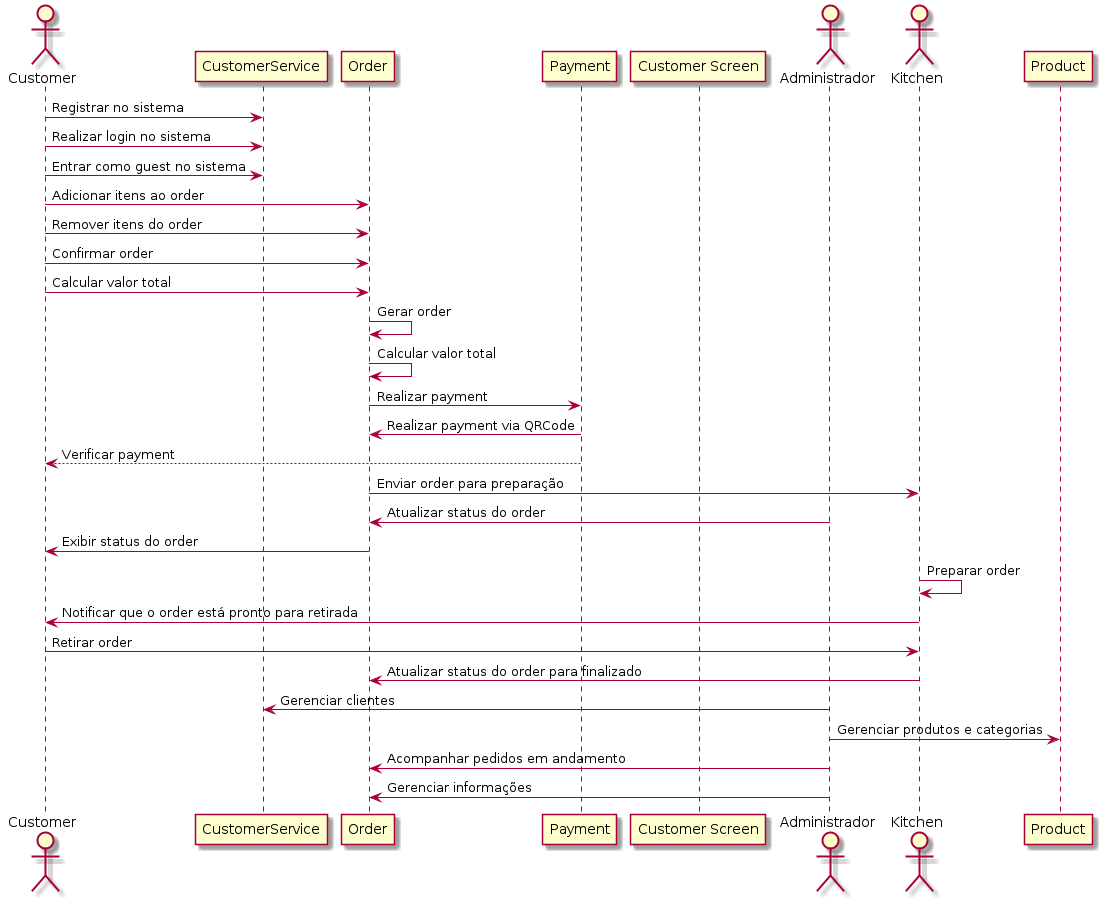 Customer
CustomerService
Order
Payment
Customer Screen
Administrador
Kitchen
Product
Registrar no sistema
Realizar login no sistema
Entrar como guest no sistema
Adicionar itens ao order
Remover itens do order
Confirmar order
Calcular valor total
Gerar order
Calcular valor total
Realizar payment
Realizar payment via QRCode
Verificar payment
Enviar order para preparação
Atualizar status do order
Exibir status do order
Preparar order
Notificar que o order está pronto para retirada
Retirar order
Atualizar status do order para finalizado
Gerenciar clientes
Gerenciar produtos e categorias
Acompanhar pedidos em andamento
Gerenciar informações
Customer
CustomerService
Order
Payment
Customer Screen
Administrador
Kitchen
Product